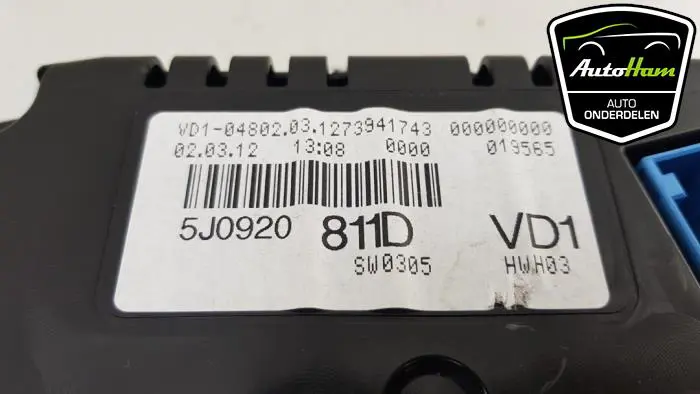 VD1-04802.03.1273941743 000000000
02.03.12 13:08 0000 019565
5J0920 811D VD1
SW0305 HWH03
AutoHam
AUTO
ONDERDELEN